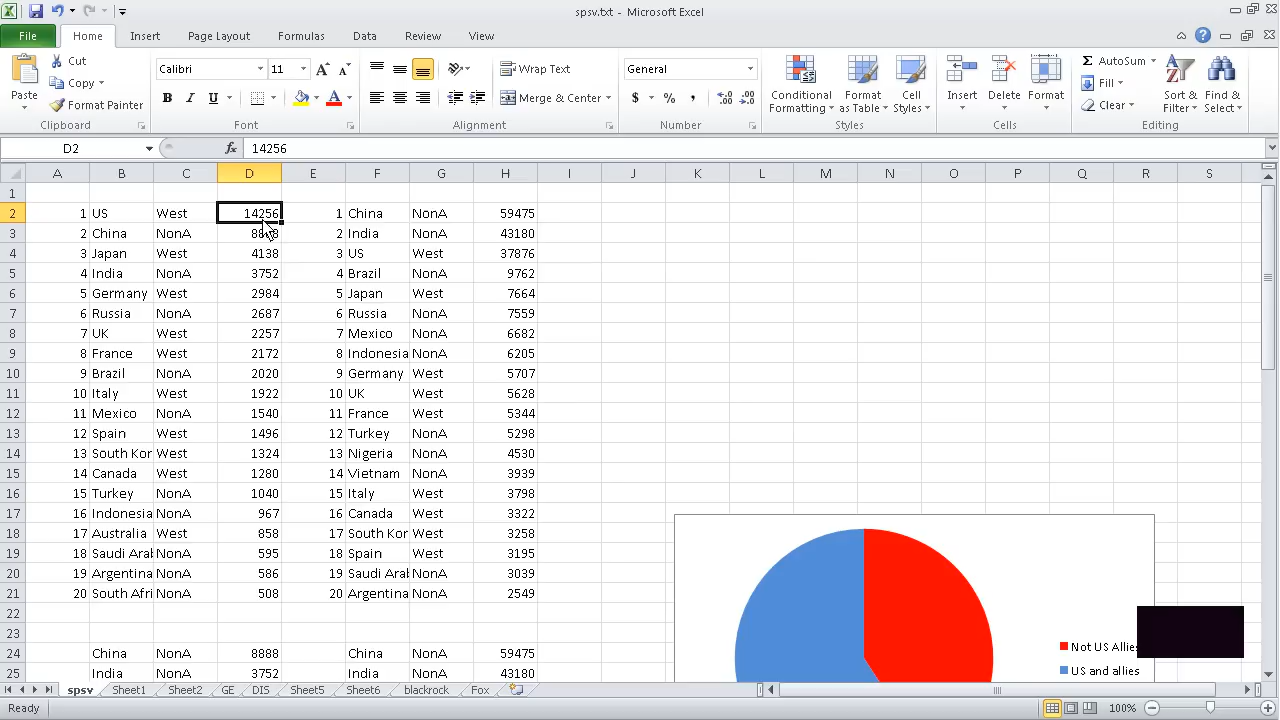 spsv.txt - Microsoft Excel
File Home Insert Page Layout Formulas Data Review View
Cut Calibri 11 Wrap Text General AutoSum
Copy Fill
Paste Format Painter Merge & Center Conditional Formatting Format as Table Cell Styles Insert Delete Format Clear Sort & Filter Find & Select
Clipboard Font Alignment Number Styles Cells Editing
D2 fx 14256
A B C D E F G H I J K L M N O P Q R S
1
2 1 US West 14256 1 China NonA 59475
3 2 China NonA 2 India NonA 43180
4 3 Japan West 4138 3 US West 37876
5 4 India NonA 3752 4 Brazil NonA 9762
6 5 Germany West 2984 5 Japan West 7664
7 6 Russia NonA 2687 6 Russia NonA 7559
8 7 UK West 2257 7 Mexico NonA 6682
9 8 France West 2172 8 Indonesia NonA 6205
10 9 Brazil NonA 2020 9 Germany West 5707
11 10 Italy West 1922 10 UK West 5628
12 11 Mexico NonA 1540 11 France West 5344
13 12 Spain West 1496 12 Turkey NonA 5298
14 13 South Kor West 1324 13 Nigeria NonA 4530
15 14 Canada West 1280 14 Vietnam NonA 3939
16 15 Turkey NonA 1040 15 Italy West 3798
17 16 Indonesia NonA 967 16 Canada West 3322
18 17 Australia West 858 17 South Kor West 3258
19 18 Saudi Arab NonA 595 18 Spain West 3195
20 19 Argentina NonA 586 19 Saudi Arab NonA 3039
21 20 South Afri NonA 508 20 Argentina NonA 2549
22
23
24 China NonA 8888 China NonA 59475
25 India NonA 3752 India NonA 43180
Not US Allies
US and allies
spsv Sheet1 Sheet2 GE DIS Sheet5 Sheet6 blackrock Fox
Ready 100%